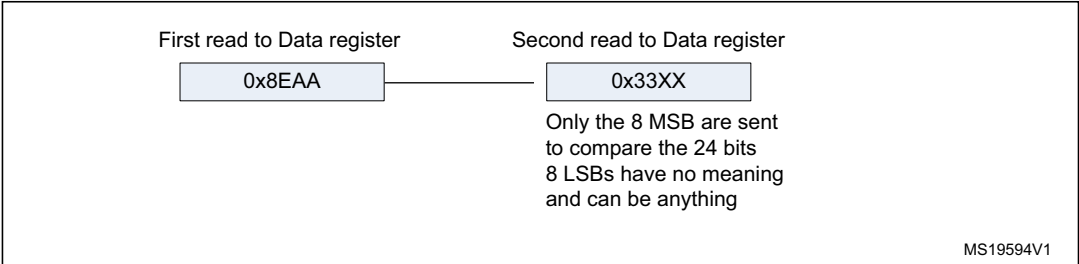 First read to Data register
Second read to Data register
0x8EAA
0x33XX
Only the 8 MSB are sent
to compare the 24 bits
8 LSBs have no meaning
and can be anything
MS19594V1